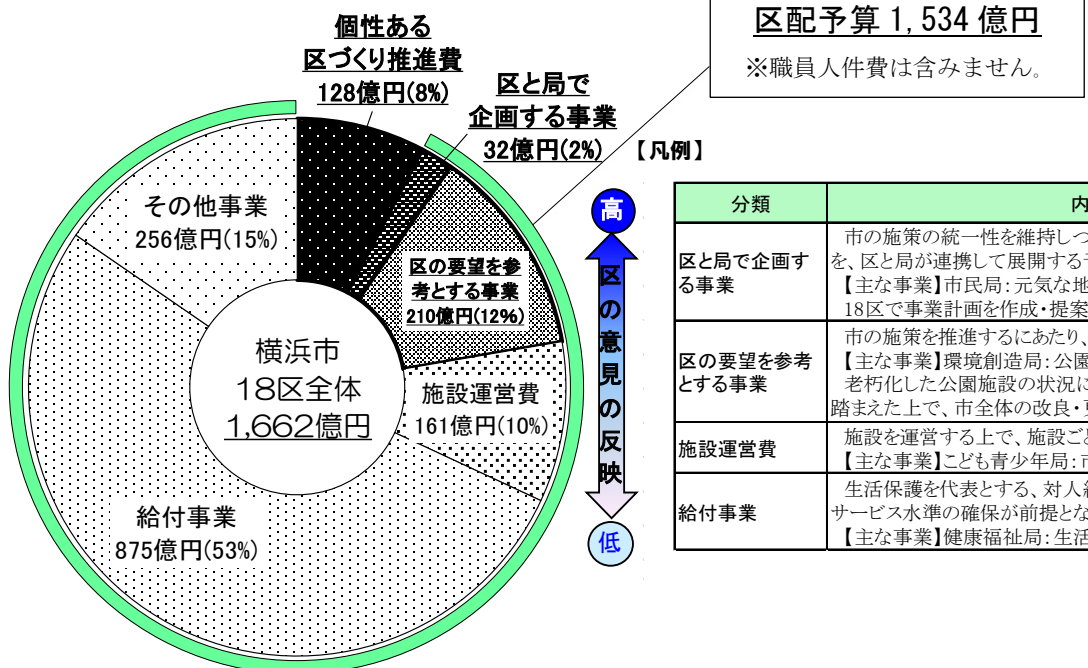 区配予算 1,534 億円
※職員人件費は含みません。
個性ある
区づくり推進費
128億円(8%)
区と局で
企画する事業
32億円(2%)
【凡例】
その他事業
256億円(15%)
区の要望を参
考とする事業
210億円(12%)
横浜市
18区全体
1,662億円
施設運営費
161億円(10%)
給付事業
875億円(53%)
高
区の意見の反映
低
分類
内
区と局で企画す
る事業
市の施策の統一性を維持しつ
を、区と局が連携して展開する
【主な事業】市民局:元気な地
18区で事業計画を作成・提案
区の要望を参考
とする事業
市の施策を推進するにあたり、
【主な事業】環境創造局:公園
老朽化した公園施設の状況に
踏まえた上で、市全体の改良・
施設運営費
施設を運営する上で、施設ご
【主な事業】こども青少年局:市
給付事業
生活保護を代表とする、対人
サービス水準の確保が前提とな
【主な事業】健康福祉局:生活